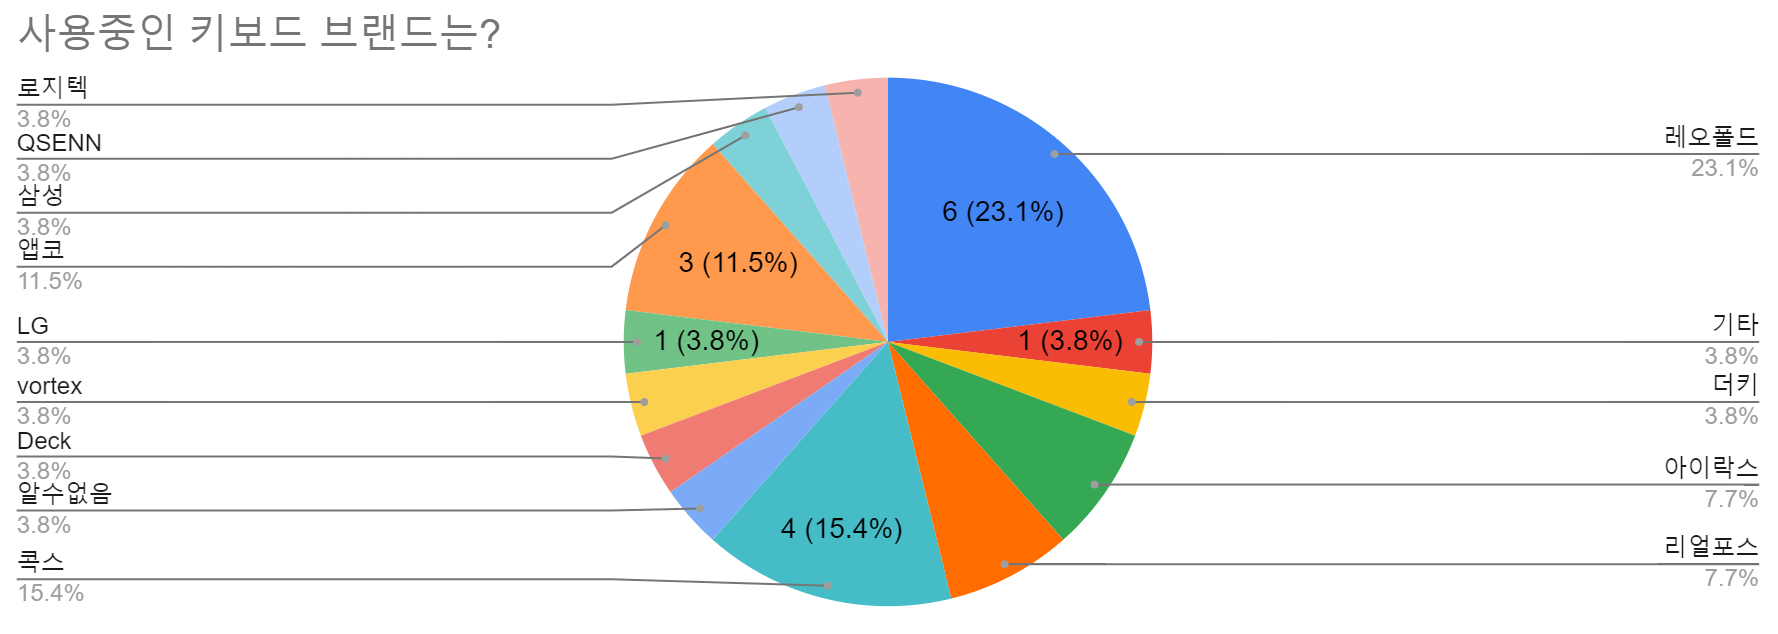 사용중인 키보드 브랜드는?
로지텍
3.8%
QSENN
3.8%
삼성
3.8%
앱코
11.5%
LG
3.8%
vortex
3.8%
Deck
3.8%
알수없음
3.8%
콕스
15.4%
6 (23.1%)
3 (11.5%)
1 (3.8%)
1 (3.8%)
4 (15.4%)
레오폴드
23.1%
기타
3.8%
더키
3.8%
아이락스
7.7%
리얼포스
7.7%